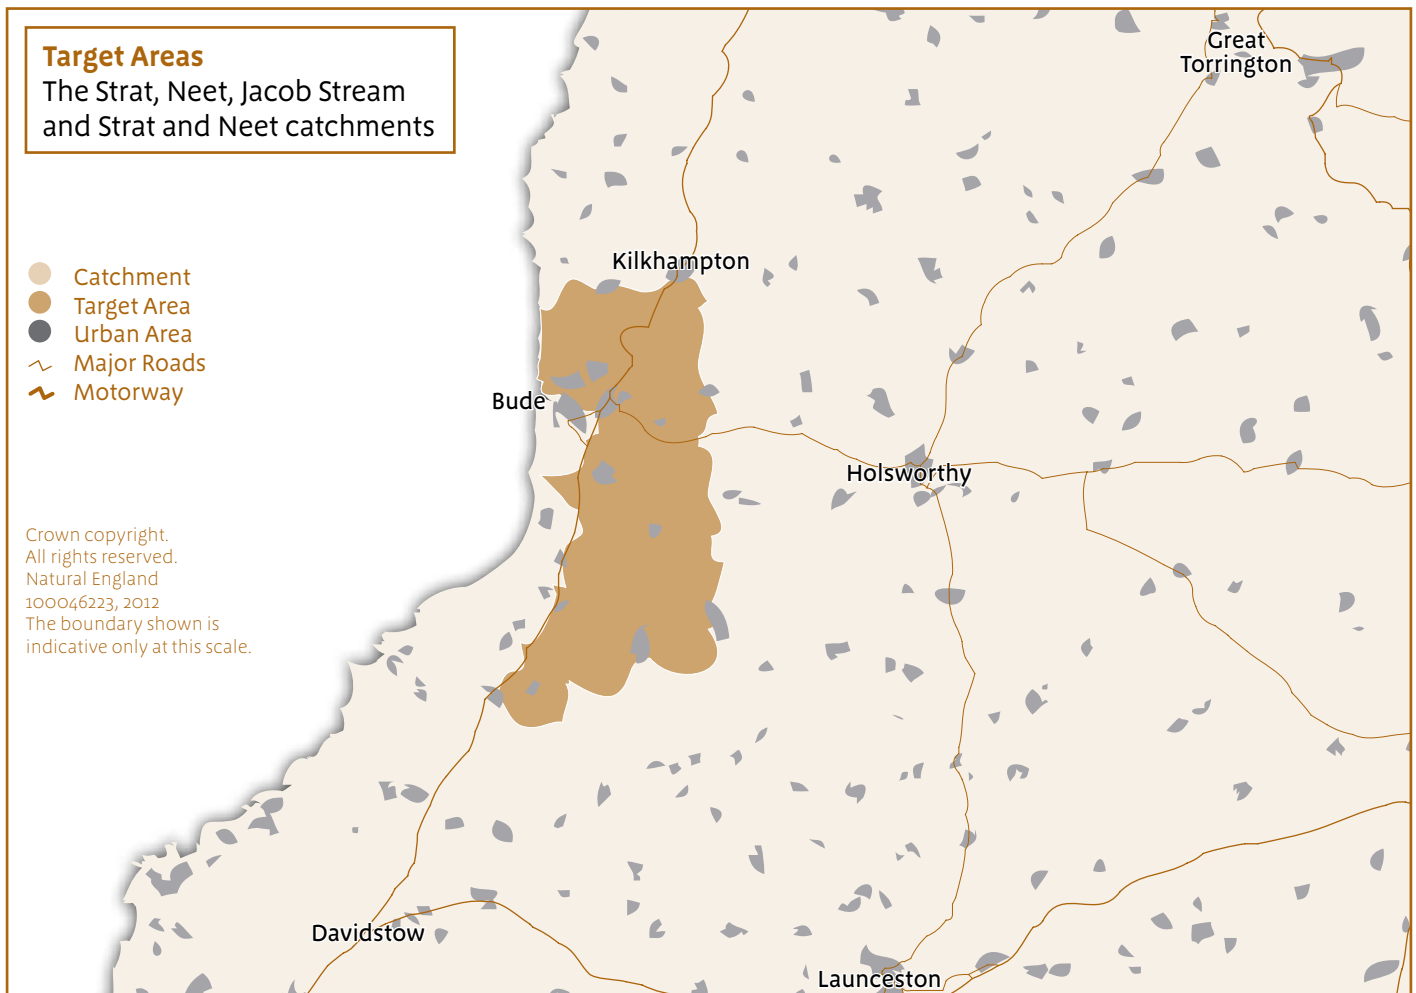 Target Areas
The Strat, Neet, Jacob Stream
and Strat and Neet catchments
Great
Torrington
Kilkhampton
Catchment
Target Area
Urban Area
Major Roads
Motorway
Bude
Holsworthy
Crown copyright.
All rights reserved.
Natural England
100046223, 2012
The boundary shown is
indicative only at this scale.
Davidstow
Launceston